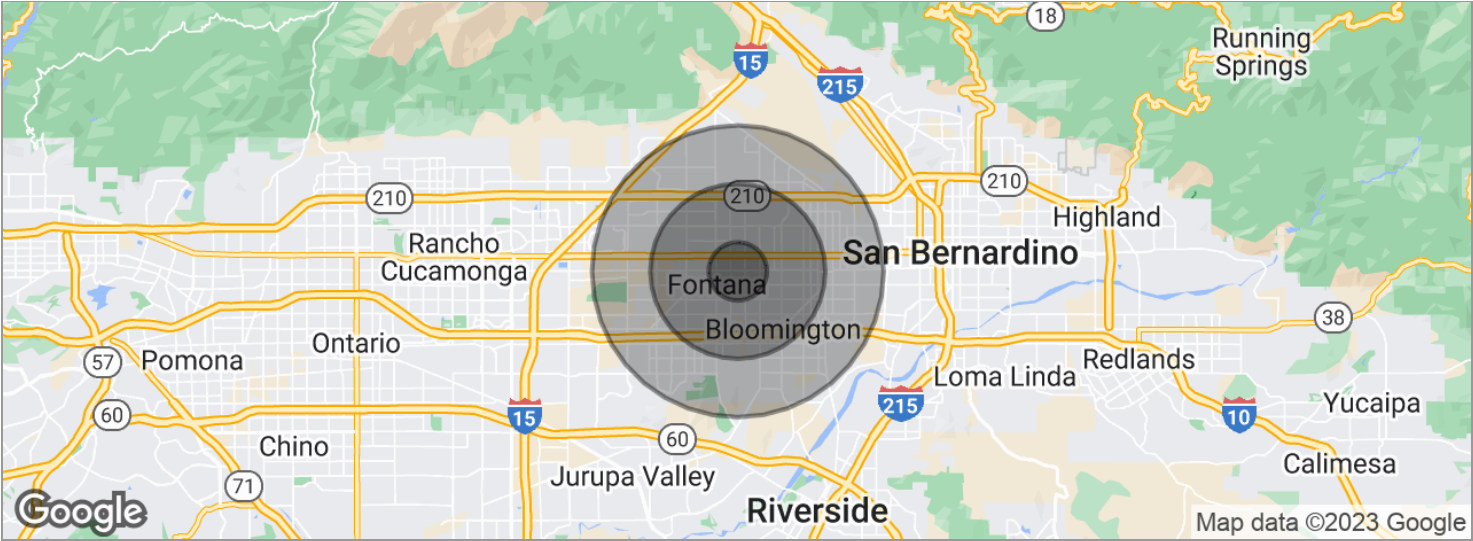 18
Running
Springs
15
215
210
210
210
Highland
Rancho
Cucamonga
San Bernardino
Fontana
38
Bloomington
Ontario
57
Pomona
Redlands
Loma Linda
60
15
215
10
Yucaipa
Chino
60
Calimesa
71
Jurupa Valley
Google
Riverside
Map data ©2023 Google